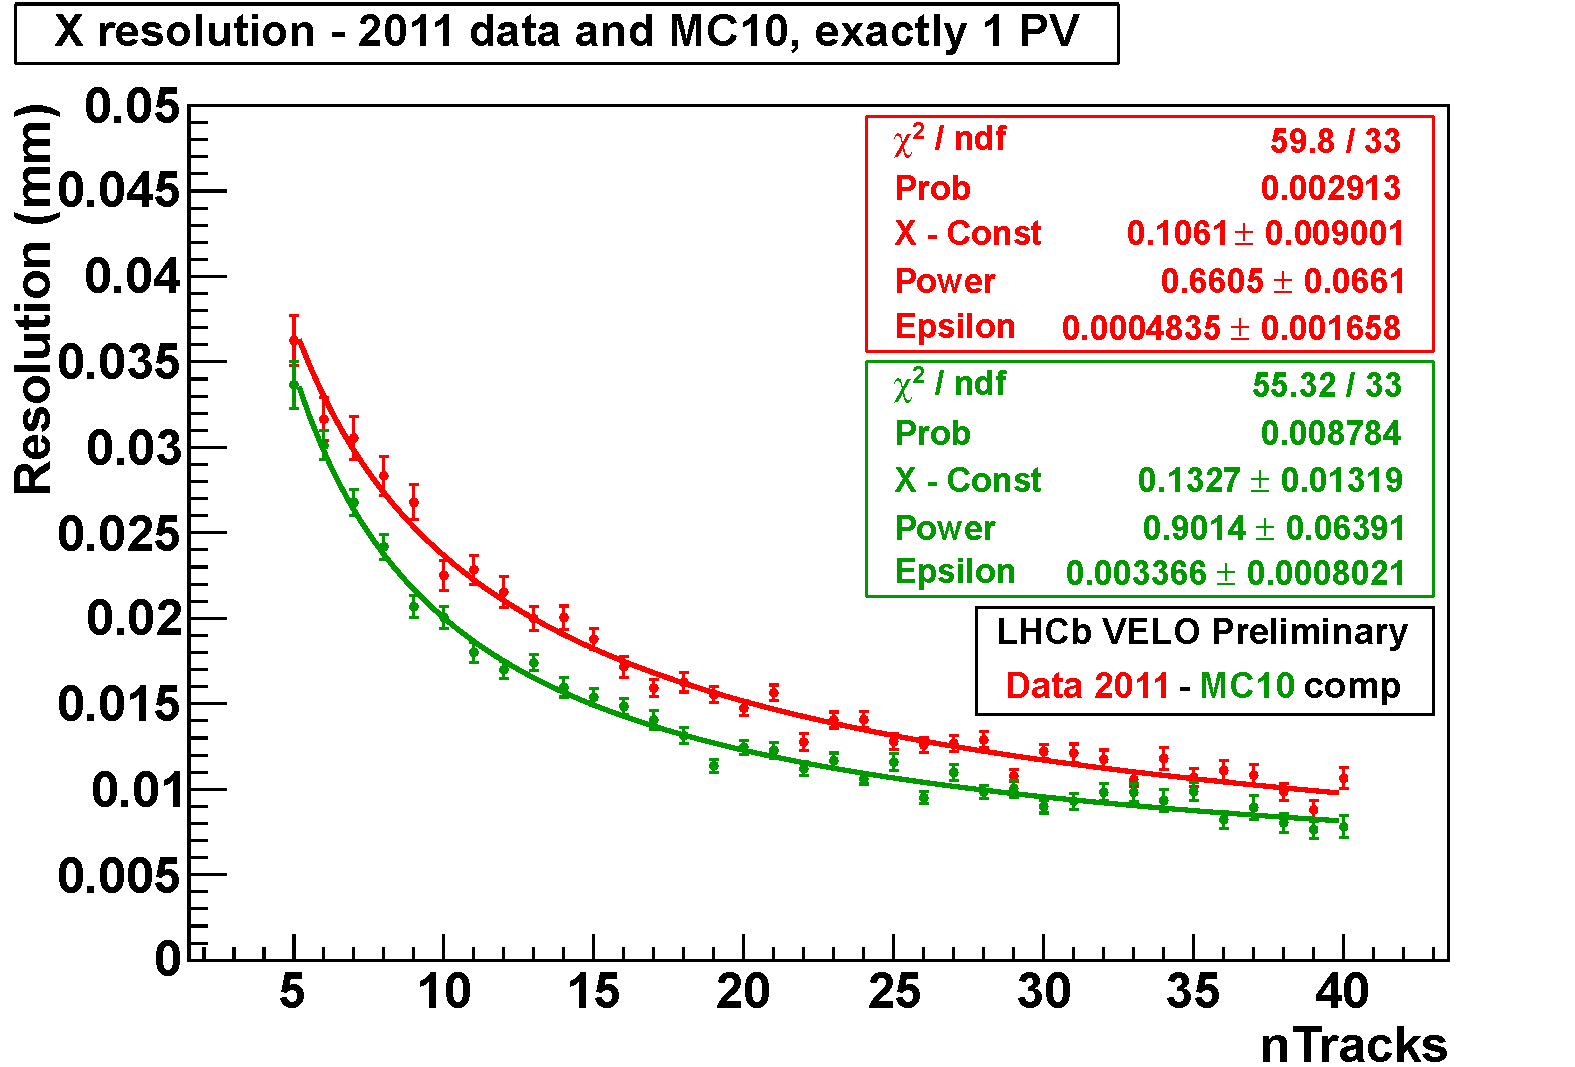 X resolution - 2011 data and MC10, exactly 1 PV
Resolution (mm)
0.05
0.045
0.04
0.035
0.03
0.025
0.02
0.015
0.01
0.005
0
χ² / ndf 59.8 / 33
Prob 0.002913
X - Const 0.1061 ± 0.009001
Power 0.6605 ± 0.0661
Epsilon 0.0004835 ± 0.001658
χ² / ndf 55.32 / 33
Prob 0.008784
X - Const 0.1327 ± 0.01319
Power 0.9014 ± 0.06391
Epsilon 0.003366 ± 0.0008021
LHCb VELO Preliminary
Data 2011 - MC10 comp
5 10 15 20 25 30 35 40
nTracks